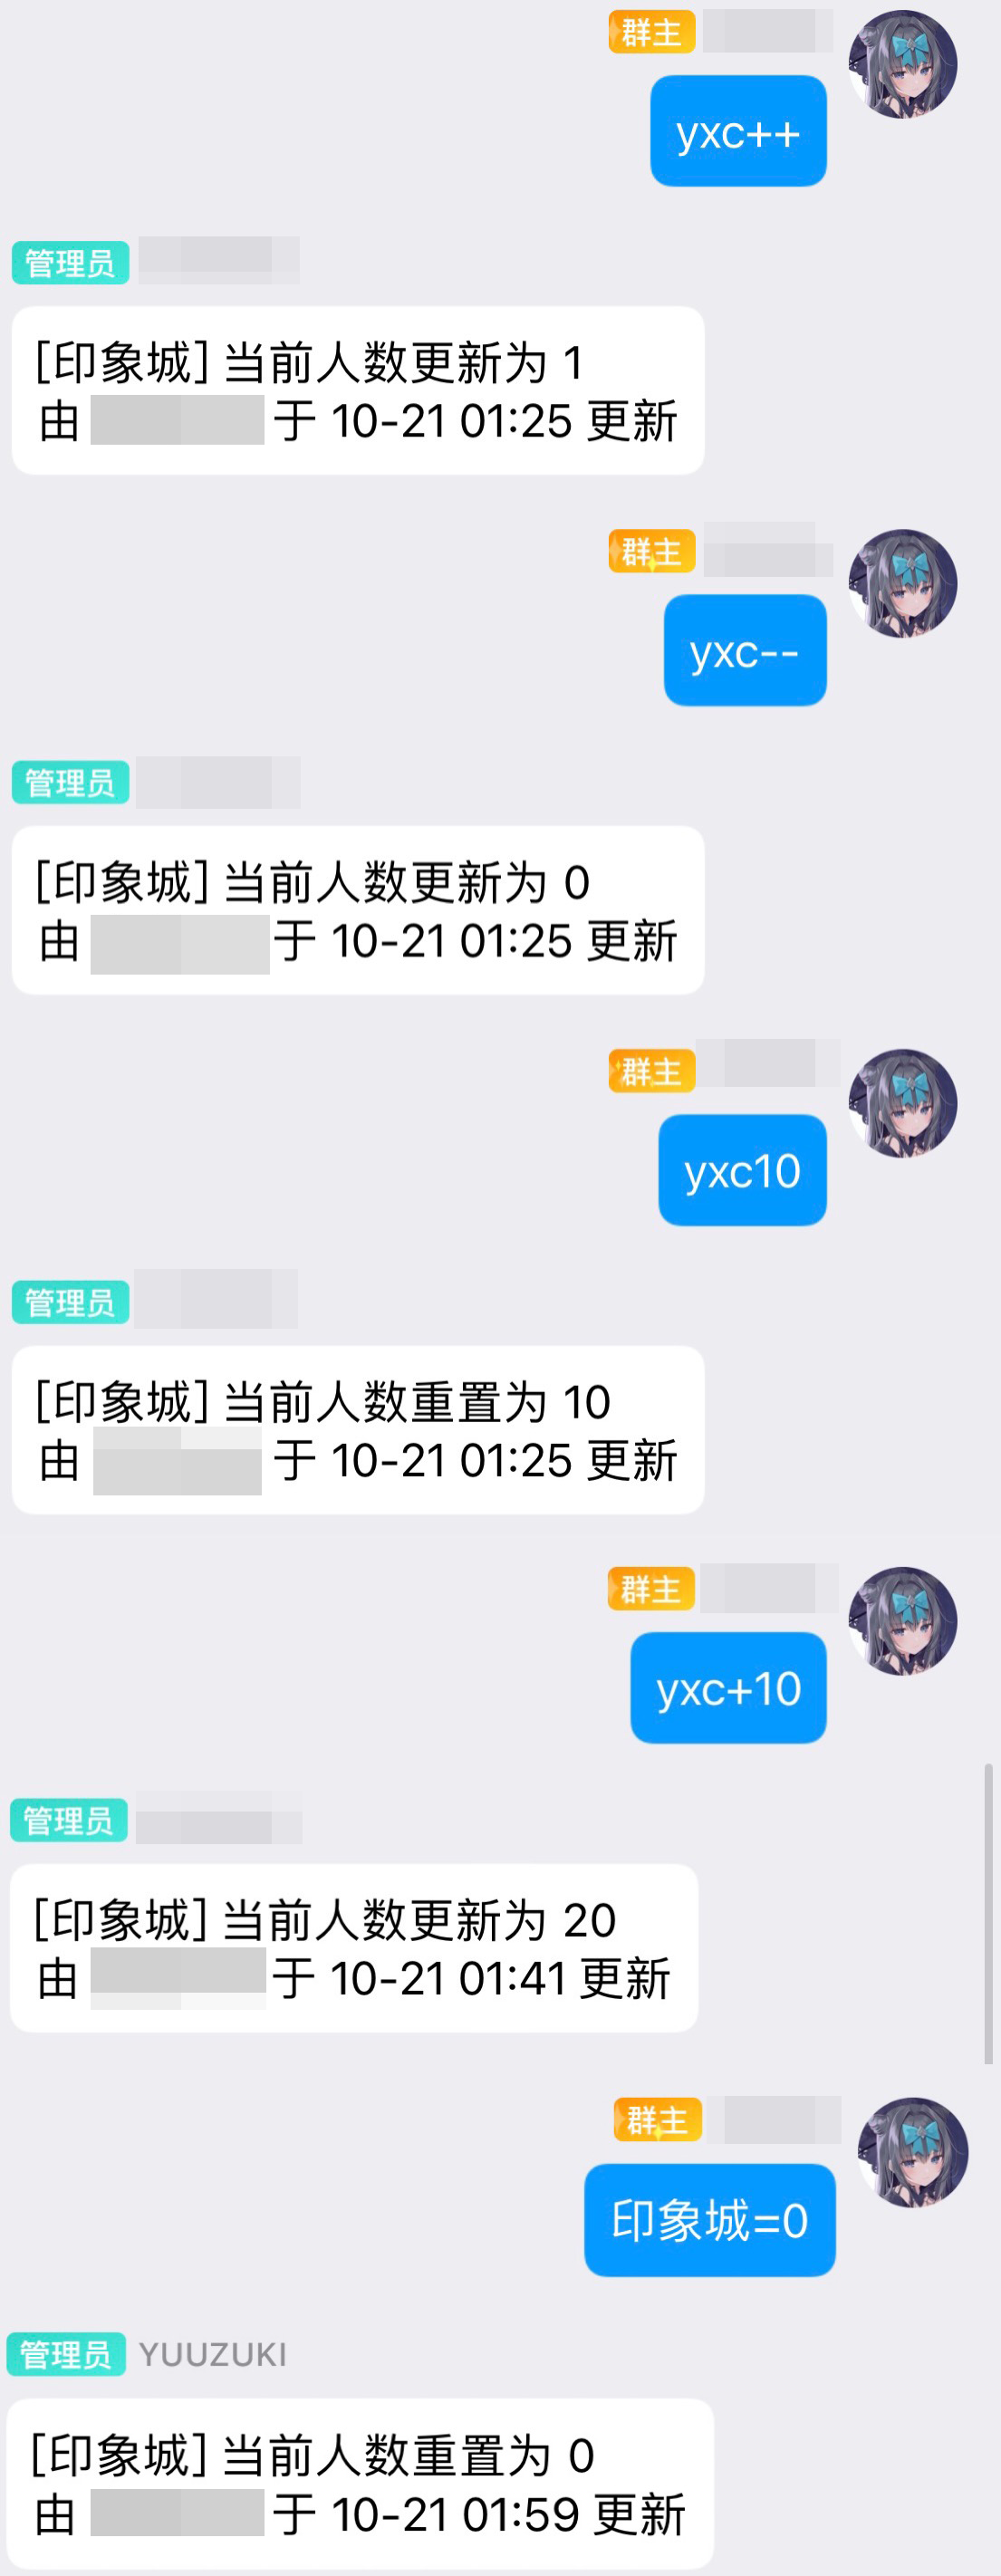 群主
yxc++
管理员
[印象城] 当前人数更新为 1
由 于 10-21 01:25 更新
群主
yxc--
管理员
[印象城] 当前人数更新为 0
由 于 10-21 01:25 更新
群主
yxc10
管理员
[印象城] 当前人数重置为 10
由 于 10-21 01:25 更新
群主
yxc+10
管理员
[印象城] 当前人数更新为 20
由 于 10-21 01:41 更新
群主
印象城=0
管理员 YUUZUKI
[印象城] 当前人数重置为 0
由 于 10-21 01:59 更新